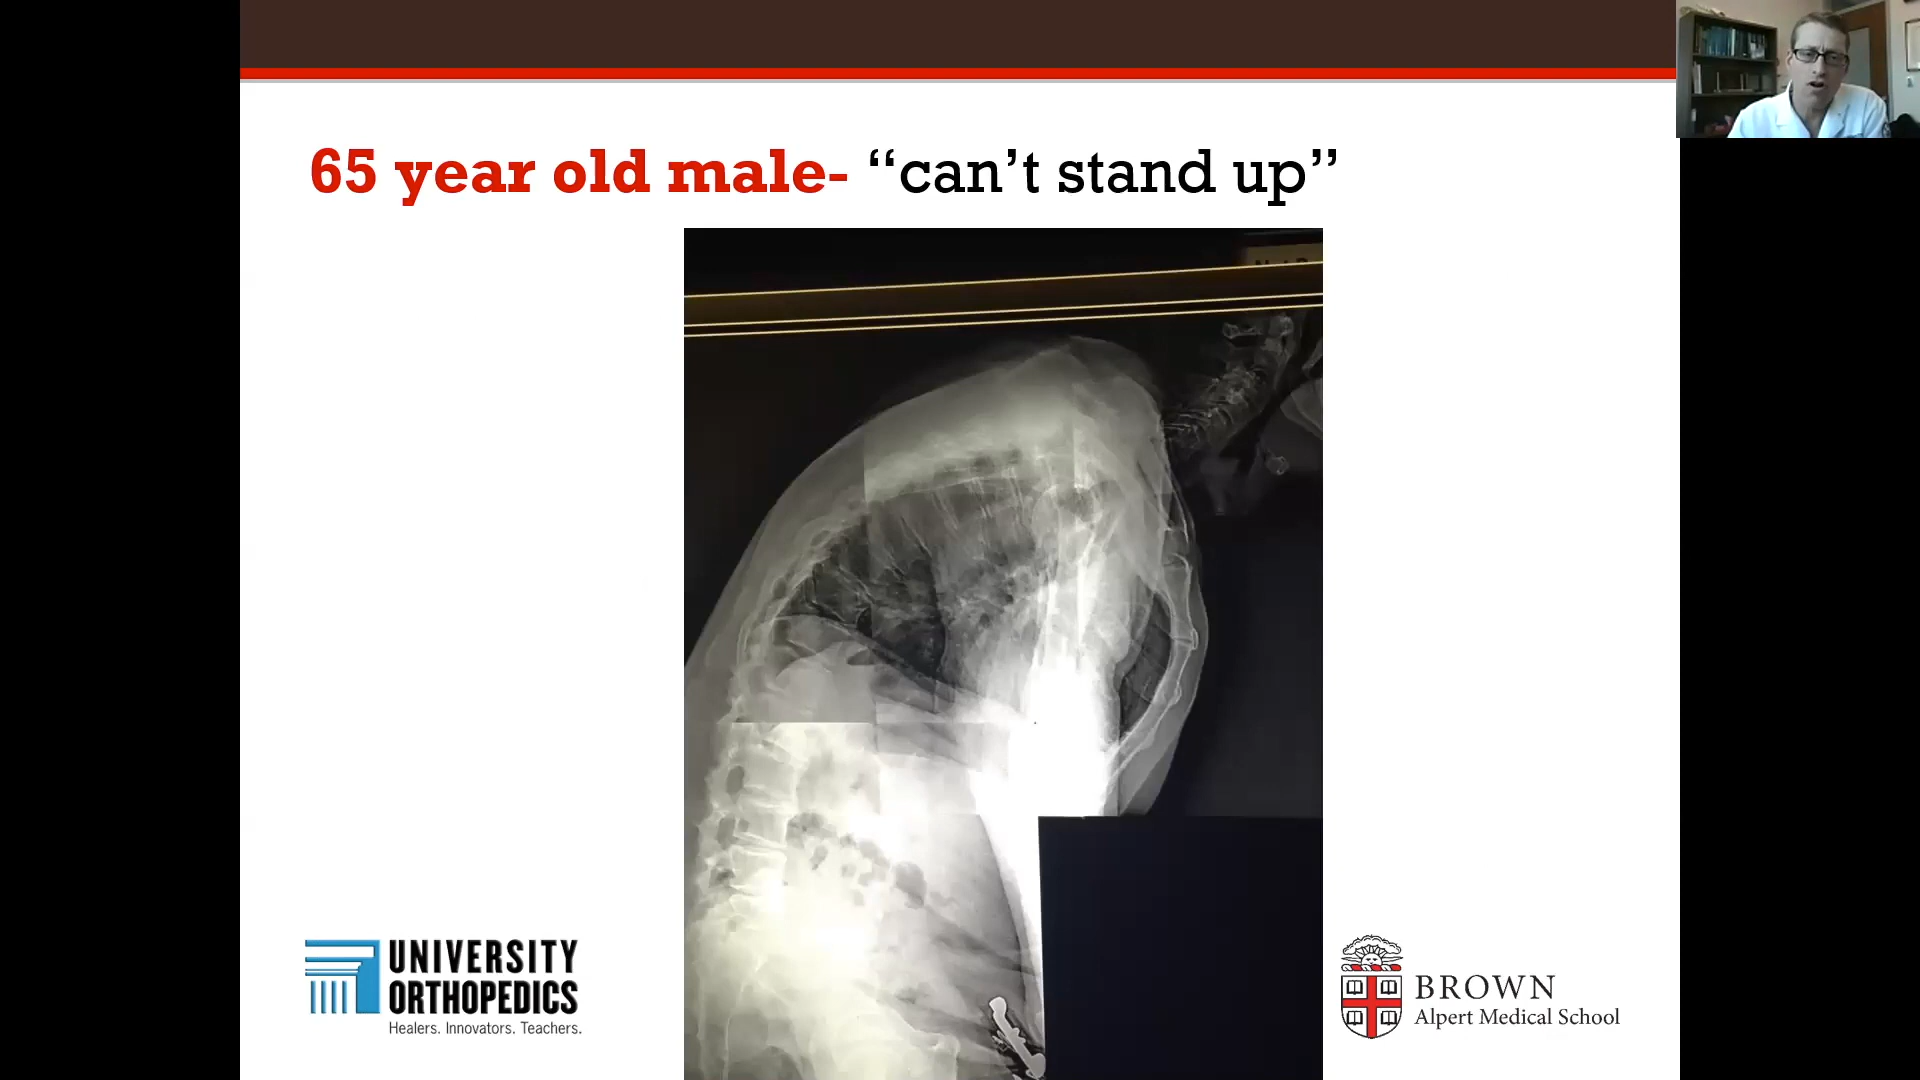 65 year old male- “can’t stand up”
UNIVERSITY
ORTHOPEDICS
Healers. Innovators. Teachers.
BROWN
Alpert Medical School